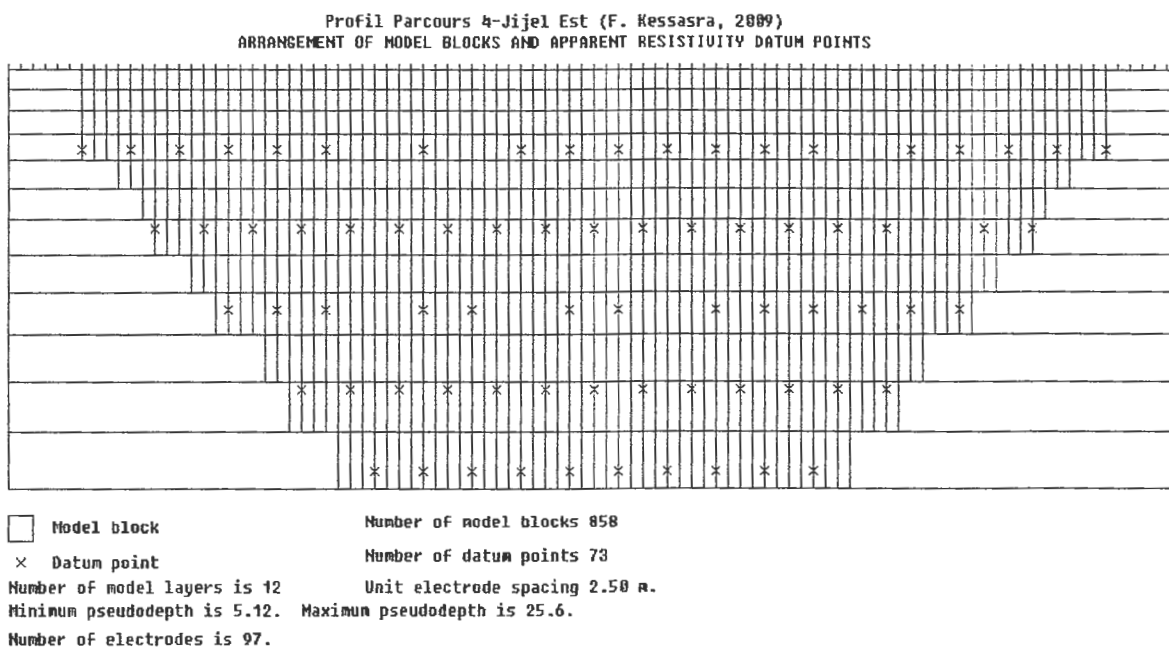 Profil Parcours 4-Jijel Est (F. Kessasra, 2009)
ARRANGEMENT OF MODEL BLOCKS AND APPARENT RESISTIVITY DATUM POINTS
Model block
Number of model blocks 858
× Datum point
Number of datum points 73
Number of model layers is 12
Unit electrode spacing 2.50 m.
Minimum pseudodepth is 5.12. Maximum pseudodepth is 25.6.
Number of electrodes is 97.